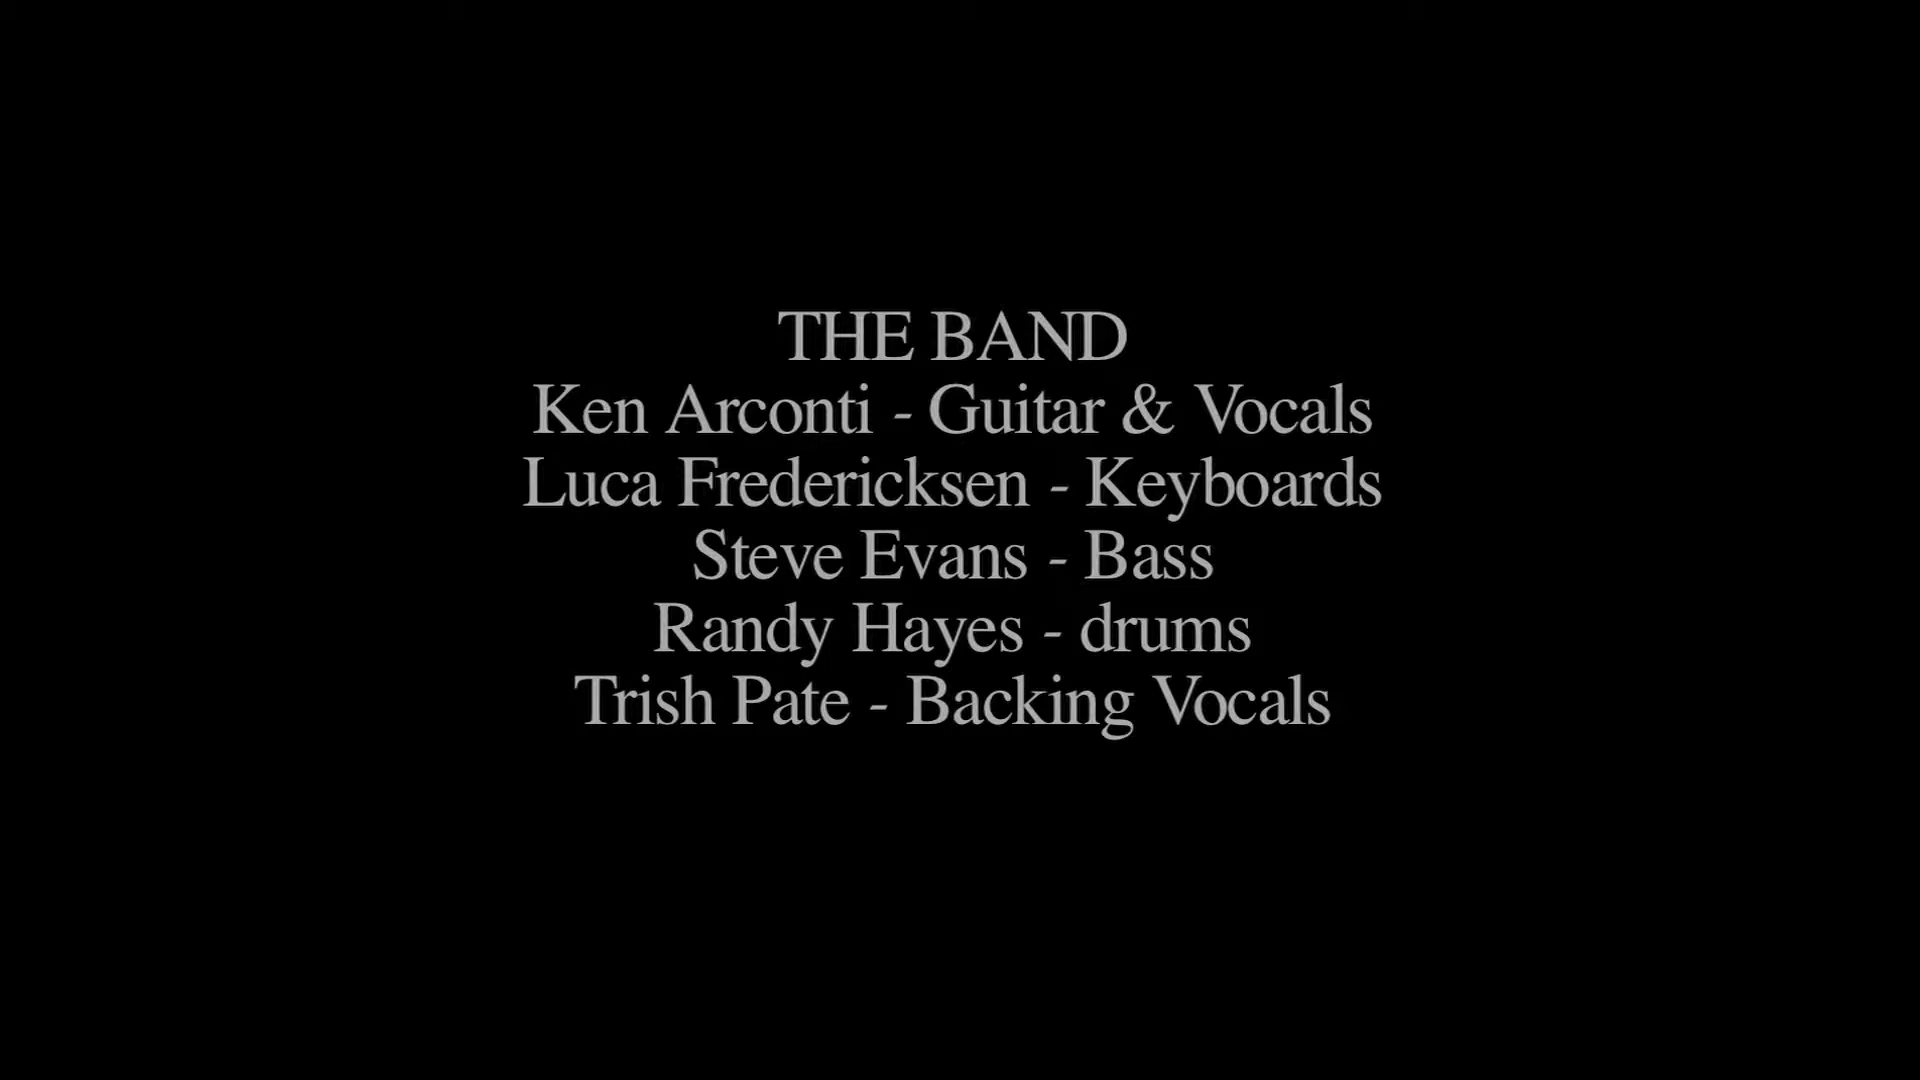 THE BAND
Ken Arconti - Guitar & Vocals
Luca Fredericksen - Keyboards
Steve Evans - Bass
Randy Hayes - drums
Trish Pate - Backing Vocals